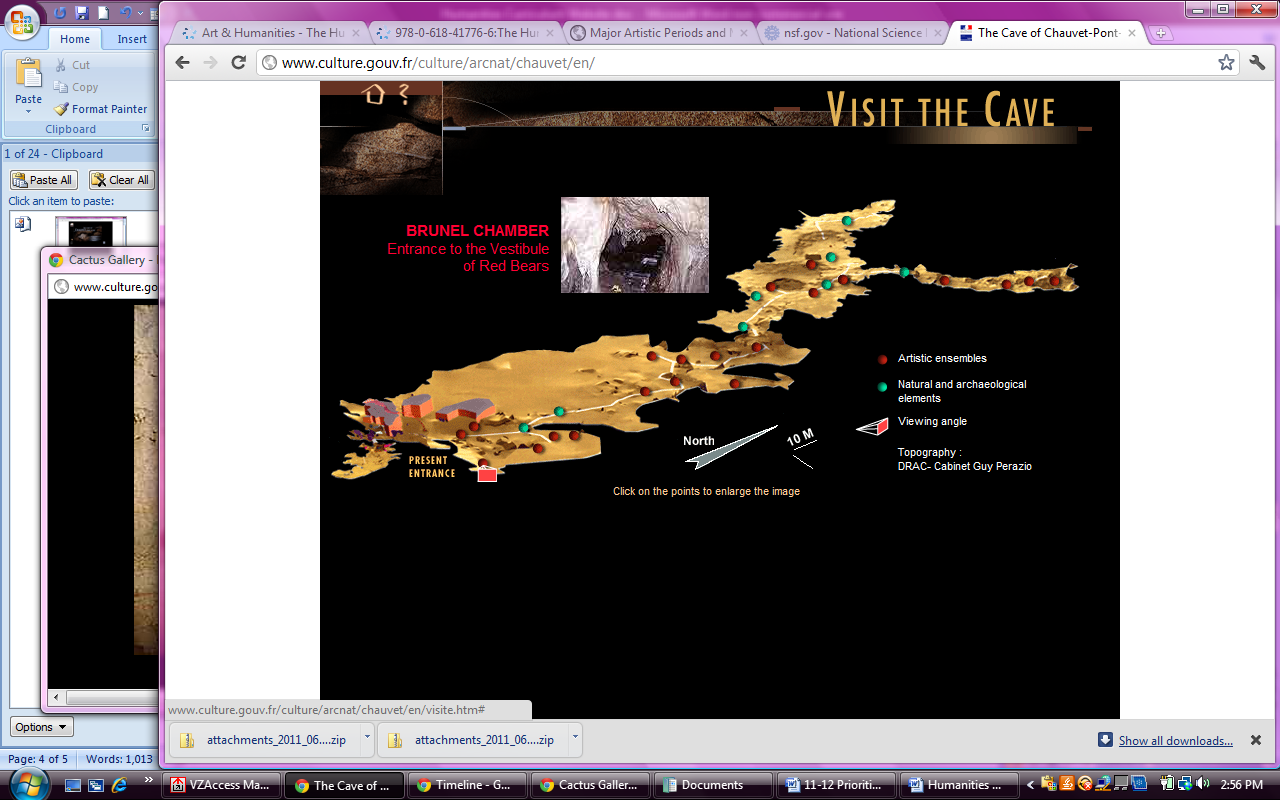 Home Insert
Paste
Cut
Copy
Format Painter
Clipboard
1 of 24 - Clipboard
Paste All Clear All
Click an item to paste:
Cactus Gallery -
www.culture.go
Options
Page: 4 of 5 Words: 1,013
Art & Humanities - The Hu
978-0-618-41776-6:The Hu
Major Artistic Periods and M
nsf.gov - National Science
The Cave of Chauvet-Pont-
www.culture.gouv.fr/culture/arcnat/chauvet/en/
?
VISIT THE CAVE
BRUNEL CHAMBER
Entrance to the Vestibule
of Red Bears
Artistic ensembles
Natural and archaeological
elements
Viewing angle
Topography :
DRAC- Cabinet Guy Perazio
North
10 M
PRESENT
ENTRANCE
Click on the points to enlarge the image
www.culture.gouv.fr/culture/arcnat/chauvet/en/visite.htm#
attachments_2011_06....zip
attachments_2011_06....zip
Show all downloads...
VZAccess Ma...
The Cave of ...
Timeline - G...
Cactus Galler...
Documents
11-12 Prioriti...
Humanities ...
2:56 PM